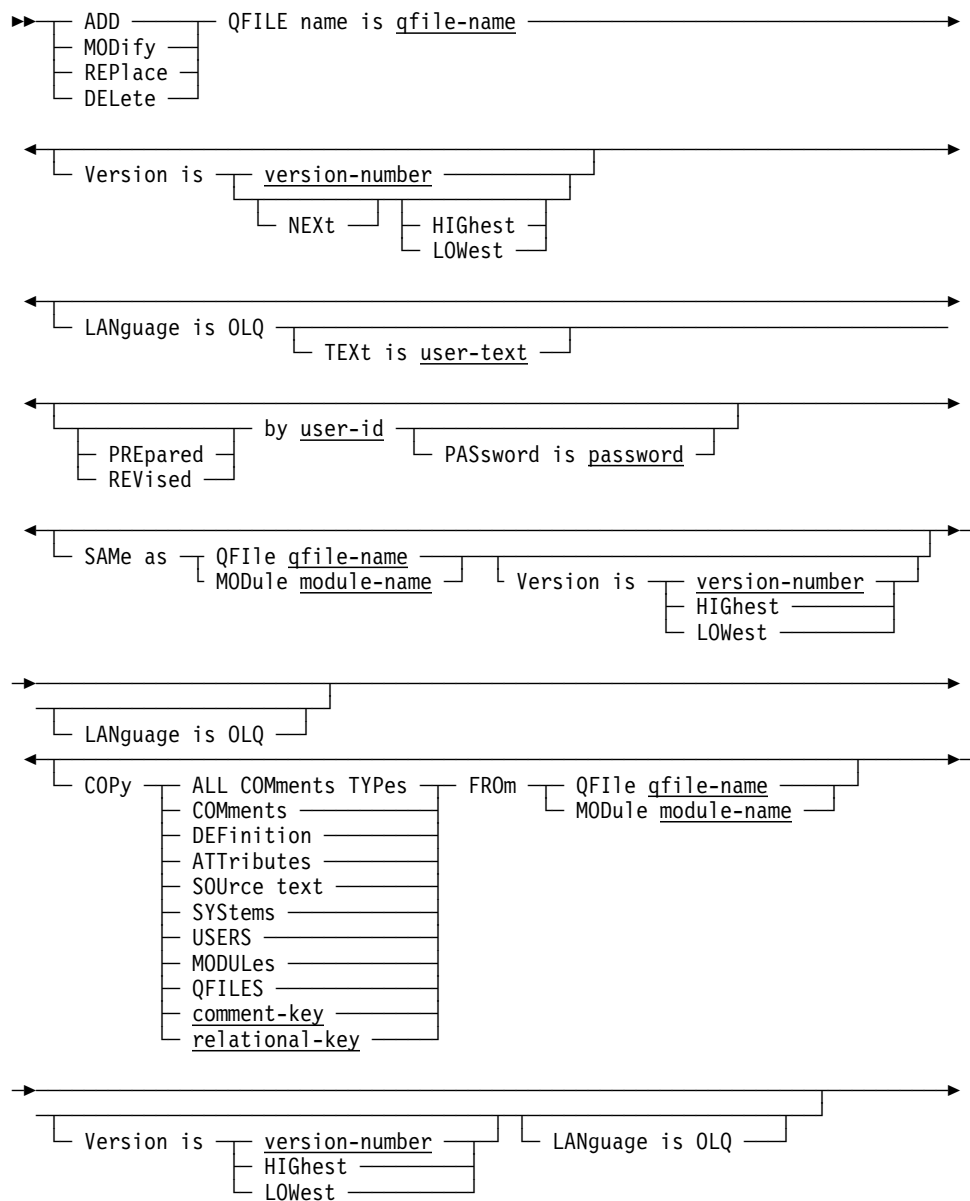 ADD QFILE name is qfile-name
MODify
REPlace
DELete
Version is version-number
NEXt HIGhest
LOWest
LANguage is OLQ
TEXt is user-text
by user-id
PREpared PASsword is password
REVised
SAMe as QFIle qfile-name
MODule module-name Version is version-number
HIGhest
LOWest
LANguage is OLQ
COPy ALL COMments TYPes FROm QFIle qfile-name
COMments MODule module-name
DEFinition
ATTributes
SOUrce text
SYStems
USERS
MODULes
QFILES
comment-key
relational-key
Version is version-number LANguage is OLQ
HIGhest
LOWest